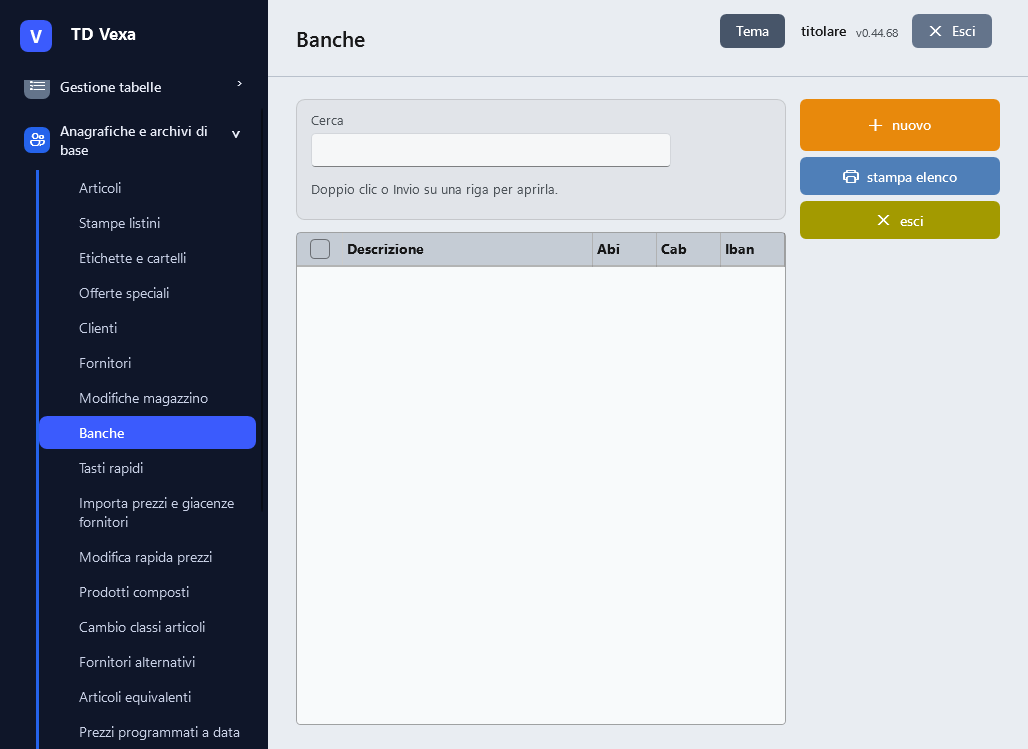 V
TD Vexa
Gestione tabelle
Anagrafiche e archivi di
base
Articoli
Stampe listini
Etichette e cartelli
Offerte speciali
Clienti
Fornitori
Modifiche magazzino
Banche
Tasti rapidi
Importa prezzi e giacenze
fornitori
Modifica rapida prezzi
Prodotti composti
Cambio classi articoli
Fornitori alternativi
Articoli equivalenti
Prezzi programmati a data
Banche
Tema
titolare
v0.44.68
Esci
Cerca
Doppio clic o Invio su una riga per aprirla.
Descrizione Abi Cab Iban
nuovo
stampa elenco
esci